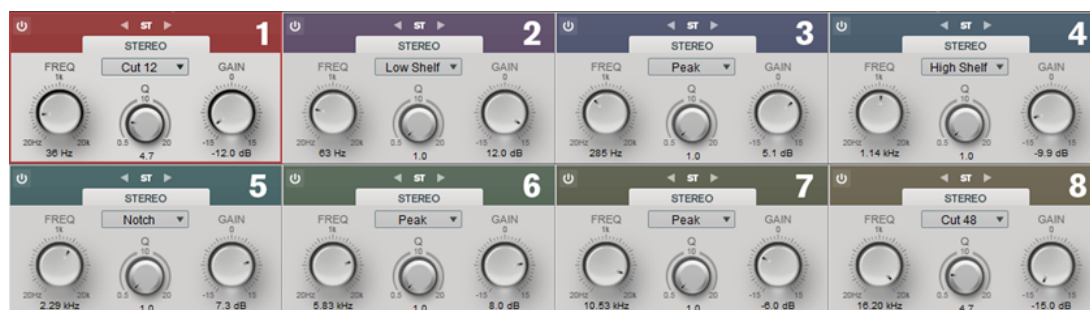 ST 1 ST 2 ST 3 ST 4
STEREO STEREO STEREO STEREO
FREQ Cut 12 GAIN FREQ Low Shelf GAIN FREQ Peak GAIN FREQ High Shelf GAIN
1k Q 0 1k Q 0 1k Q 0 1k Q 0
10 10 10 10
20Hz 20k 0.5 20 -15 15 20Hz 20k 0.5 20 -15 15 20Hz 20k 0.5 20 -15 15 20Hz 20k 0.5 20 -15 15
36 Hz 4.7 -12.0 dB 63 Hz 1.0 12.0 dB 285 Hz 1.0 5.1 dB 1.14 kHz 1.0 -9.9 dB
ST 5 ST 6 ST 7 ST 8
STEREO STEREO STEREO STEREO
FREQ Notch GAIN FREQ Peak GAIN FREQ Peak GAIN FREQ Cut 48 GAIN
1k Q 0 1k Q 0 1k Q 0 1k Q 0
10 10 10 10
20Hz 20k 0.5 20 -15 15 20Hz 20k 0.5 20 -15 15 20Hz 20k 0.5 20 -15 15 20Hz 20k 0.5 20 -15 15
2.29 kHz 1.0 7.3 dB 5.83 kHz 1.0 8.0 dB 10.53 kHz 1.0 -6.0 dB 16.20 kHz 4.7 -15.0 dB